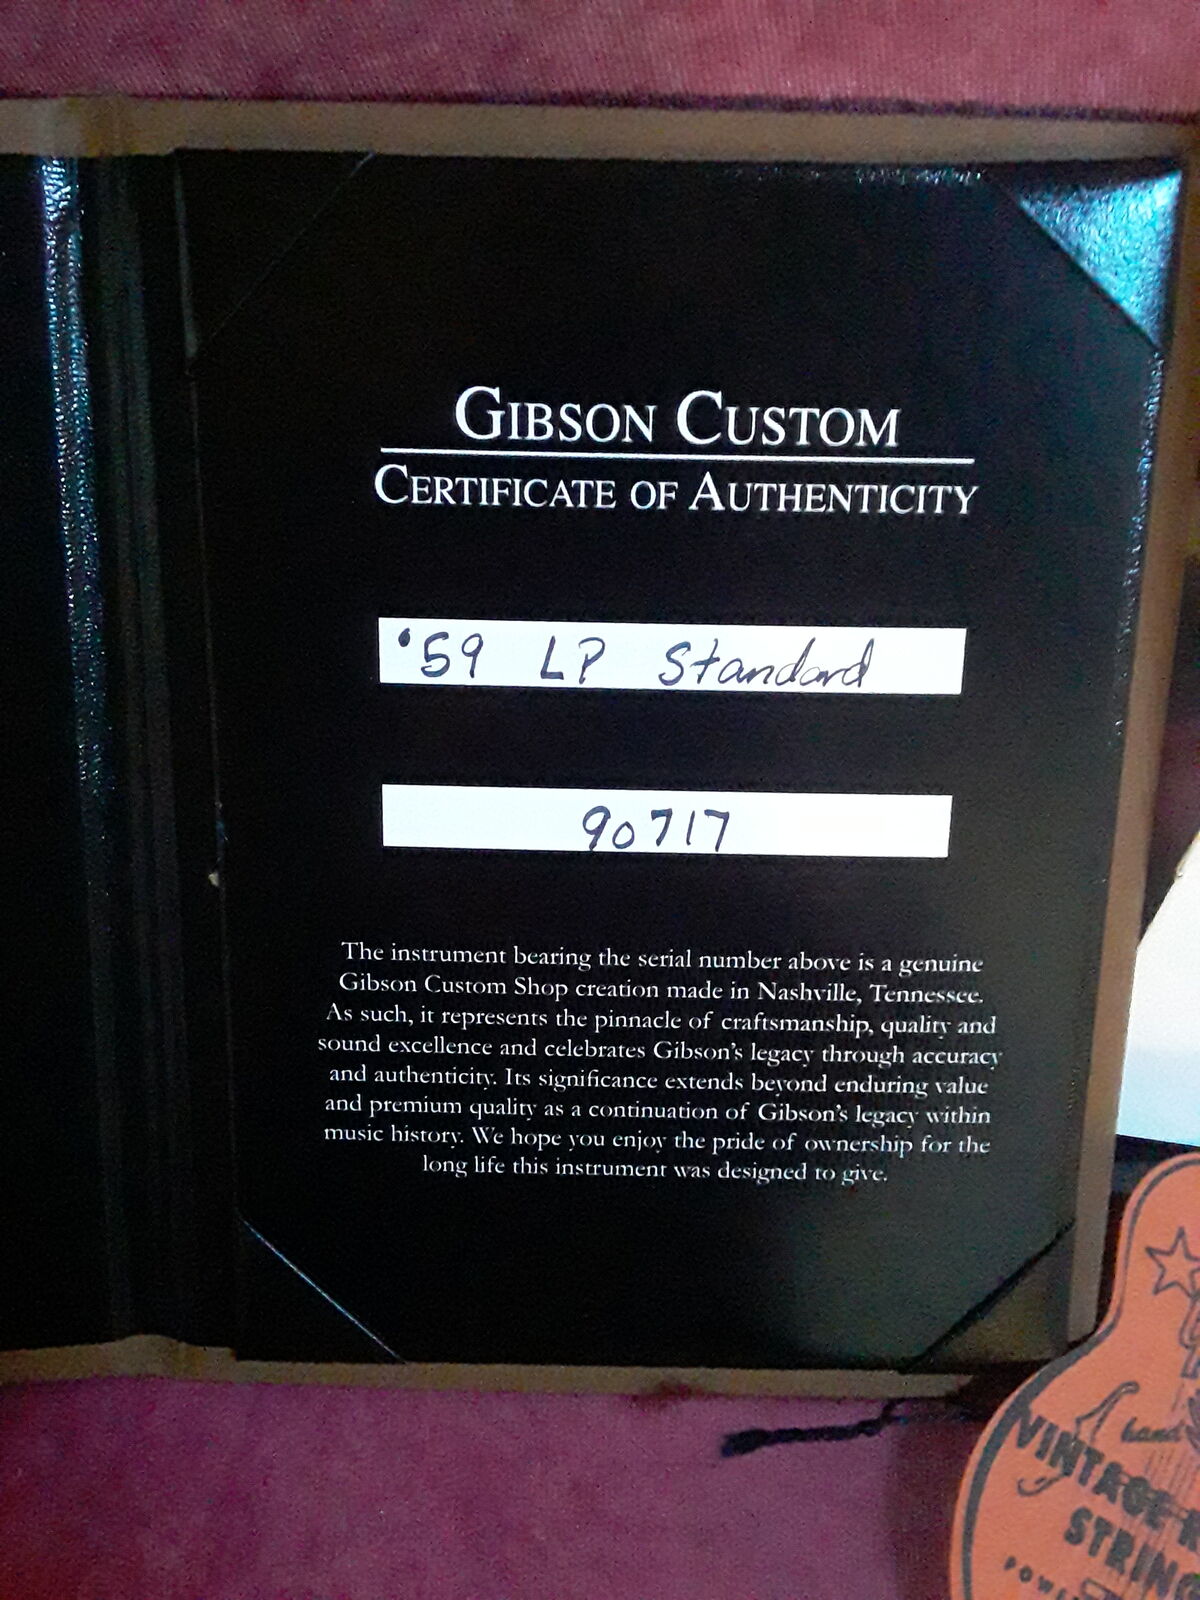 GIBSON CUSTOM
CERTIFICATE OF AUTHENTICITY
'59 LP Standard
90717
The instrument bearing the serial number above is a genuine
Gibson Custom Shop creation made in Nashville, Tennessee.
As such, it represents the pinnacle of craftsmanship, quality and
sound excellence and celebrates Gibson's legacy through accuracy
and authenticity. Its significance extends beyond enduring value
and premium quality as a continuation of Gibson's legacy within
music history. We hope you enjoy the pride of ownership for the
long life this instrument was designed to give.
hand
VINTAGE
STRING